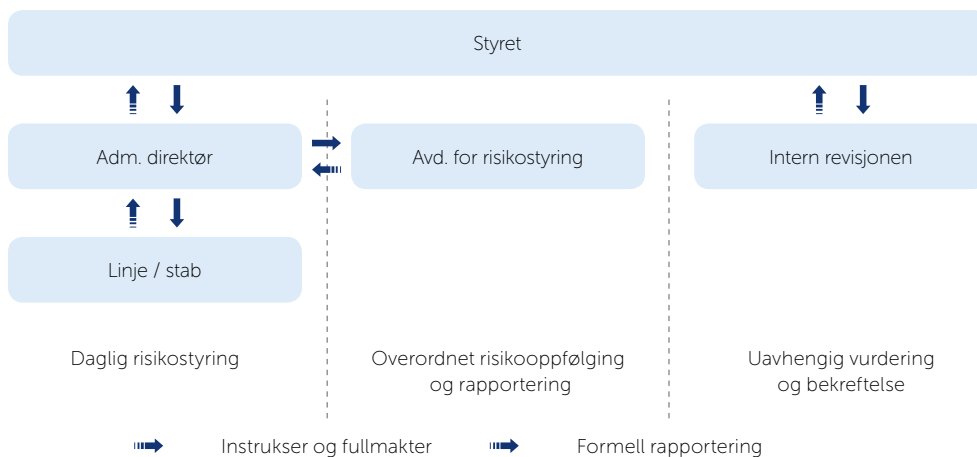 Styret
Adm. direktør
Avd. for risikostyring
Intern revisjonen
Linje / stab
Daglig risikostyring
Overordnet risikooppfølging
og rapportering
Uavhengig vurdering
og bekreftelse
Instrukser og fullmakter
Formell rapportering